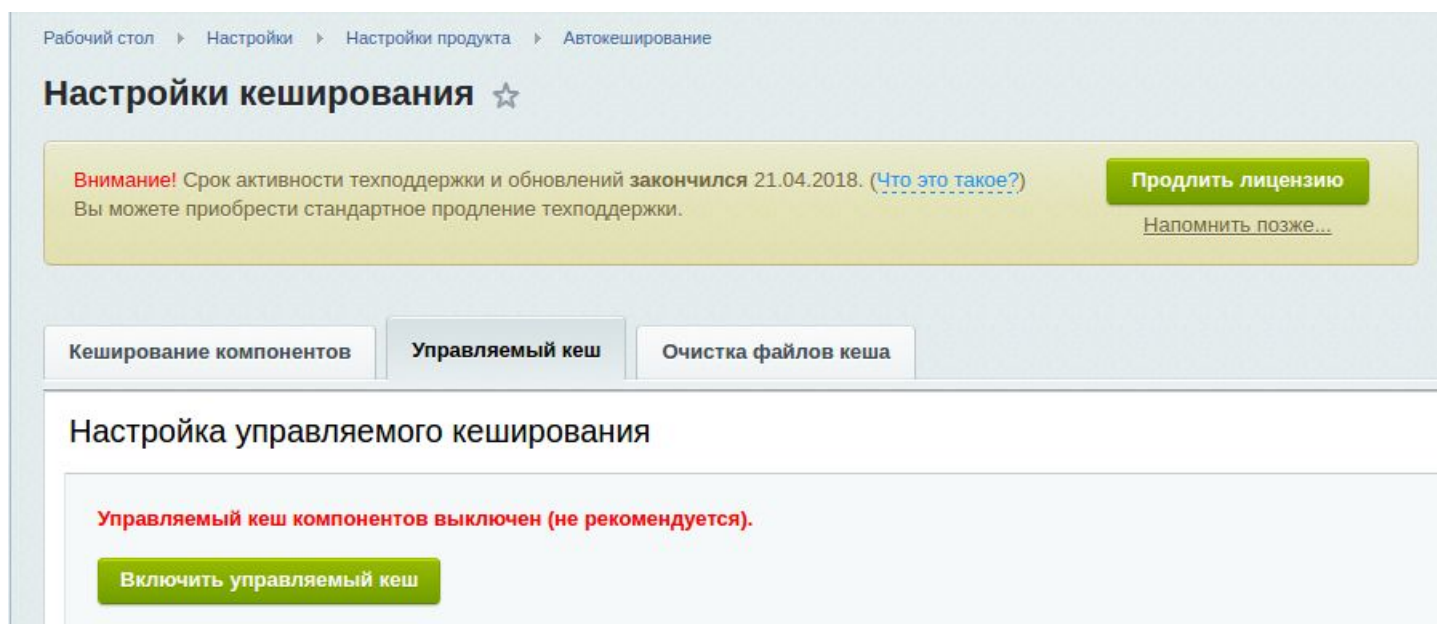 Рабочий стол Настройки Настройки продукта Автокеширование
Настройки кеширования
Внимание! Срок активности техподдержки и обновлений закончился 21.04.2018. (Что это такое?)
Вы можете приобрести стандартное продление техподдержки.
Продлить лицензию
Напомнить позже...
Кеширование компонентов Управляемый кеш Очистка файлов кеша
Настройка управляемого кеширования
Управляемый кеш компонентов выключен (не рекомендуется).
Включить управляемый кеш